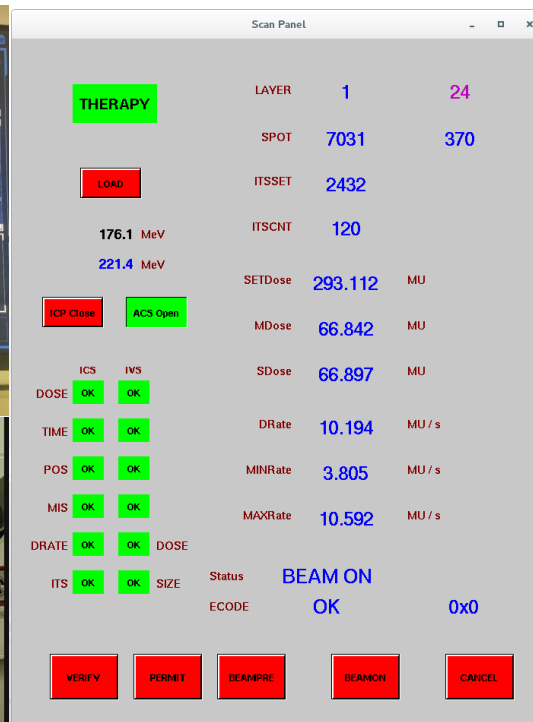 Scan Panel
THERAPY
LAYER 1 24
SPOT 7031 370
LOAD
ITSSET 2432
ITSCNT 120
176.1 MeV
221.4 MeV
SETDose 293.112 MU
ICP Close ACS Open
MDose 66.842 MU
SDose 66.897 MU
ICS IVS
DOSE OK OK
TIME OK OK
DRate 10.194 MU / s
POS OK OK
MINRate 3.805 MU / s
MIS OK OK
MAXRate 10.592 MU / s
DRATE OK OK DOSE
ITS OK OK SIZE
Status BEAM ON
ECODE OK 0x0
VERIFY PERMIT BEAMPRE BEAMON CANCEL